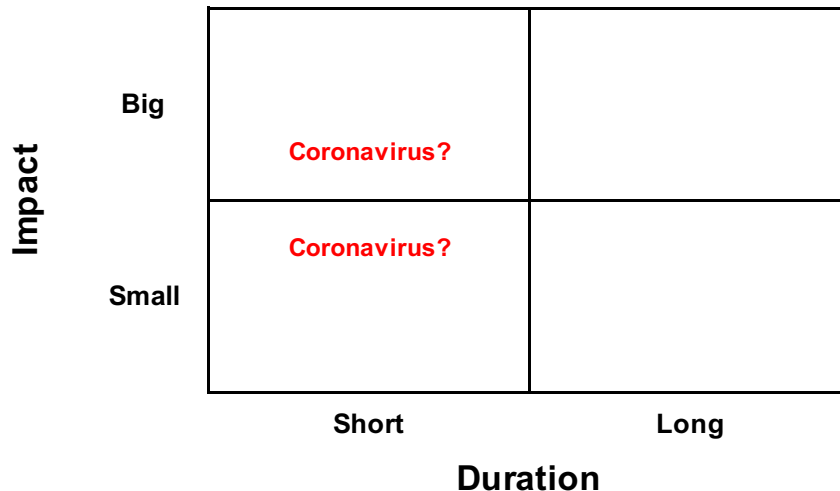 Impact
Big
Coronavirus?
Coronavirus?
Small
Short Long
Duration